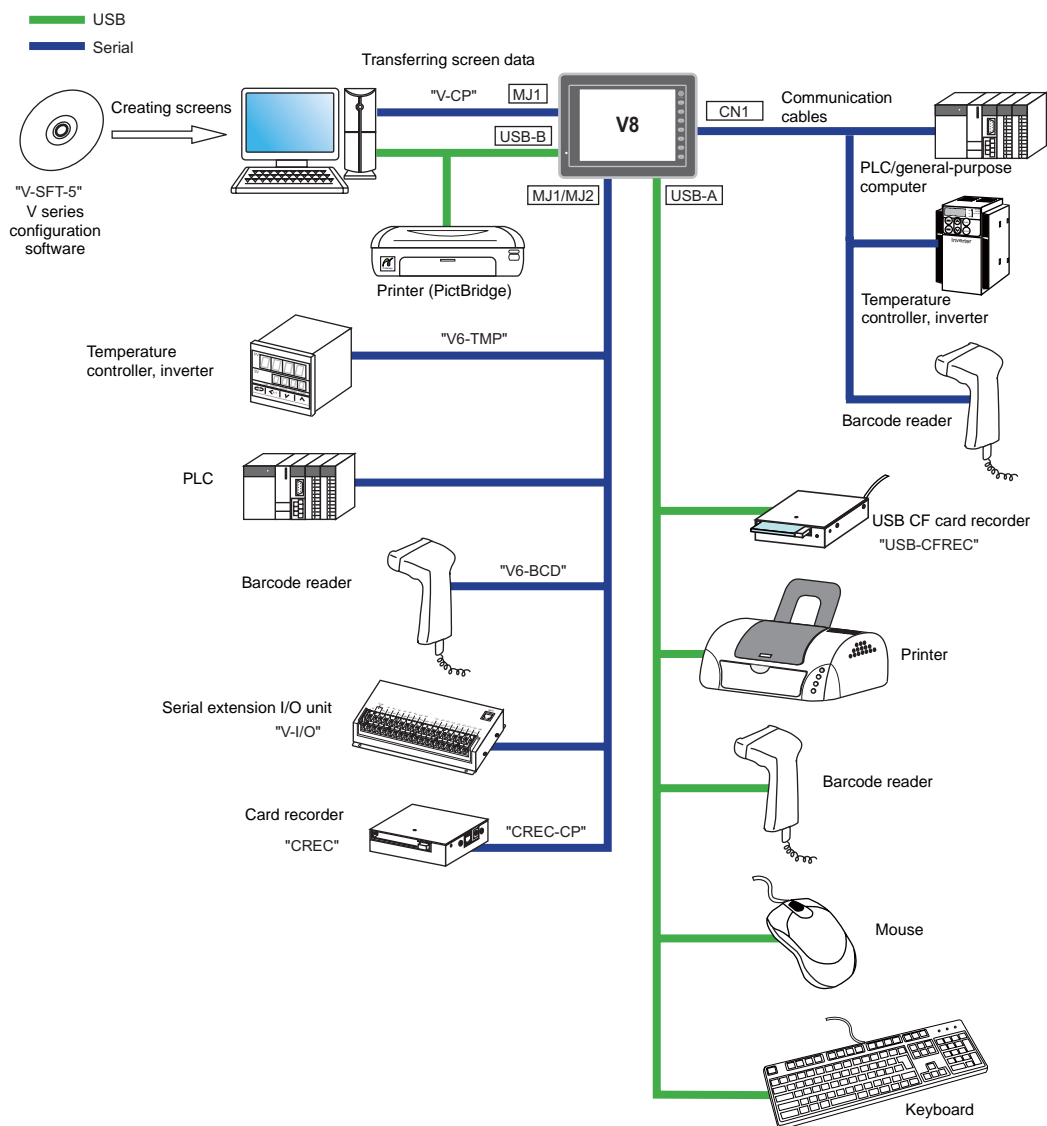 USB
Serial
Transferring screen data
"V-CP"
MJ1
Creating screens
V8
CN1
Communication
cables
USB-B
"V-SFT-5"
V series
configuration
software
MJ1/MJ2
USB-A
PLC/general-purpose
computer
Inverter
Printer (PictBridge)
Temperature
controller, inverter
"V6-TMP"
Temperature
controller, inverter
Barcode reader
PLC
USB CF card recorder
"USB-CFREC"
Barcode reader
"V6-BCD"
Printer
Serial extension I/O unit
"V-I/O"
Barcode reader
Card recorder
"CREC"
"CREC-CP"
Mouse
Keyboard